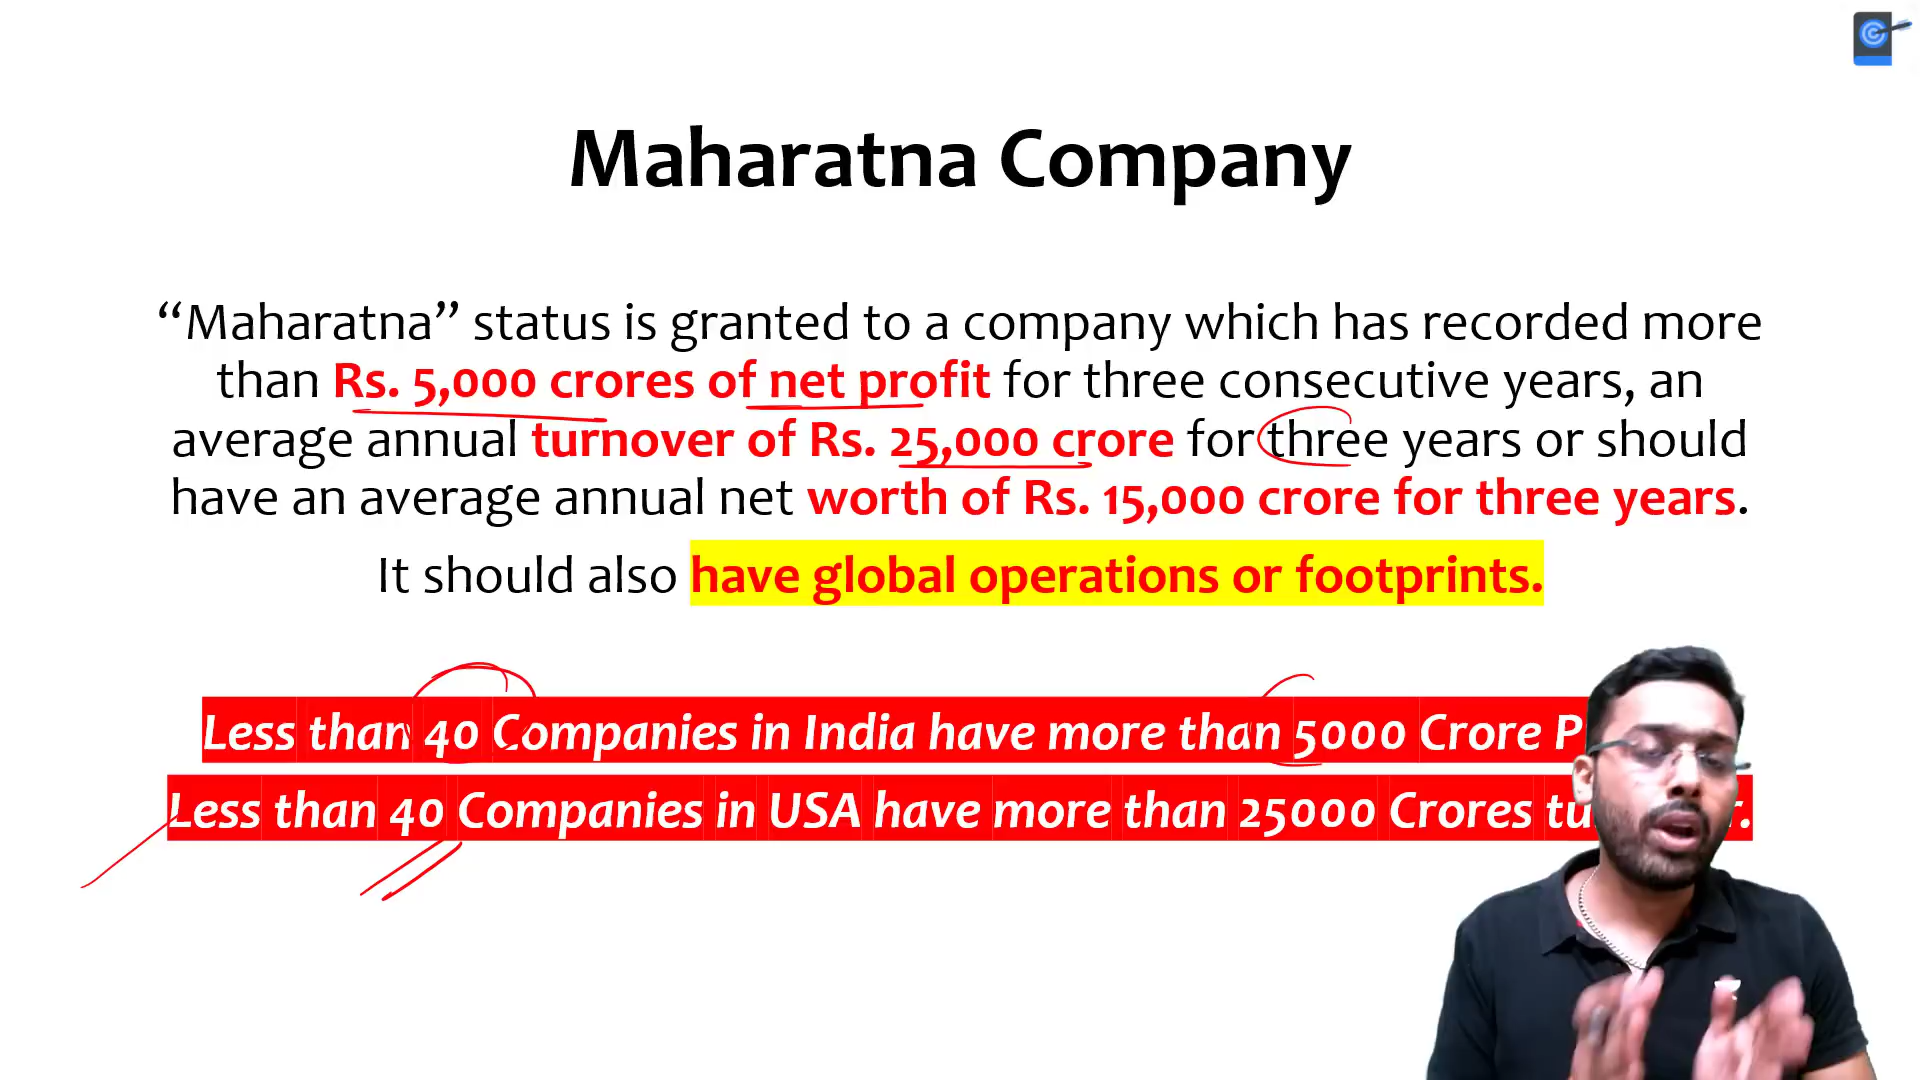 Maharatna Company
“Maharatna” status is granted to a company which has recorded more
than Rs. 5,000 crores of net profit for three consecutive years, an
average annual turnover of Rs. 25,000 crore for three years or should
have an average annual net worth of Rs. 15,000 crore for three years.
It should also have global operations or footprints.
Less than 40 Companies in India have more than 5000 Crore
Less than 40 Companies in USA have more than 25000 Crores